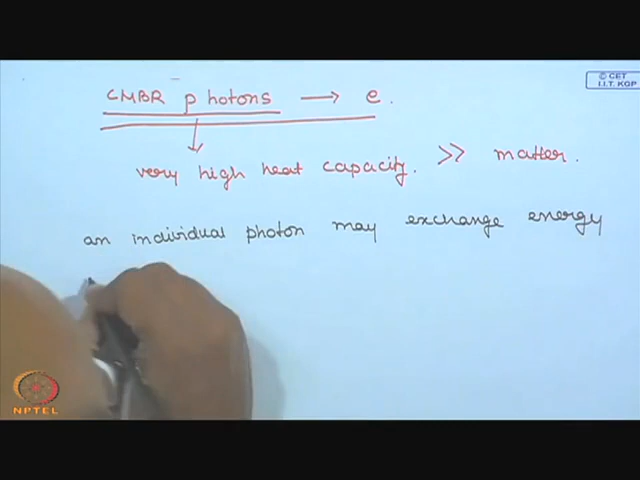 © CET
I.I.T. KGP
CMBR photons → e.
very high heat capacity. >> matter.
an individual photon may exchange energy
NPTEL